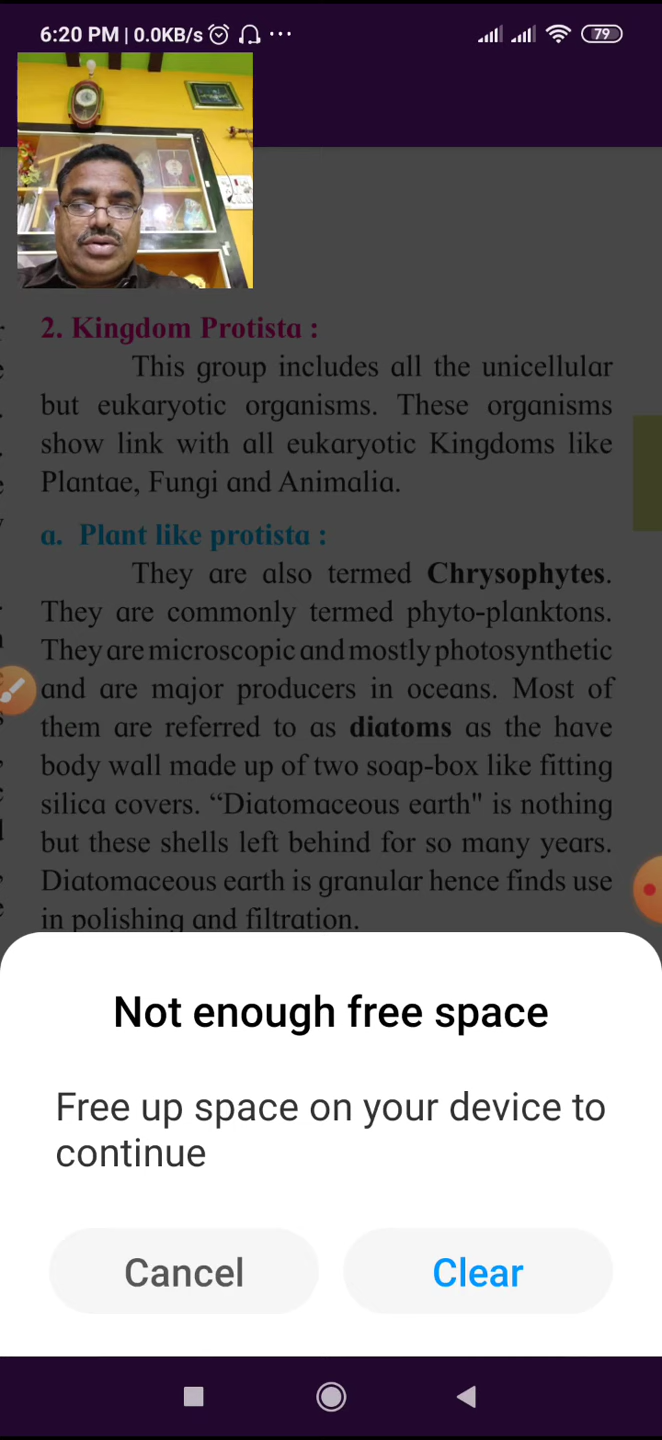 6:20 PM | 0.0KB/s
79
2. Kingdom Protista :
This group includes all the unicellular
but eukaryotic organisms. These organisms
show link with all eukaryotic Kingdoms like
Plantae, Fungi and Animalia.
a. Plant like protista :
They are also termed Chrysophytes.
They are commonly termed phyto-planktons.
They are microscopic and mostly photosynthetic
and are major producers in oceans. Most of
them are referred to as diatoms as the have
body wall made up of two soap-box like fitting
silica covers. “Diatomaceous earth" is nothing
but these shells left behind for so many years.
Diatomaceous earth is granular hence finds use
in polishing and filtration.
Not enough free space
Free up space on your device to
continue
Cancel
Clear